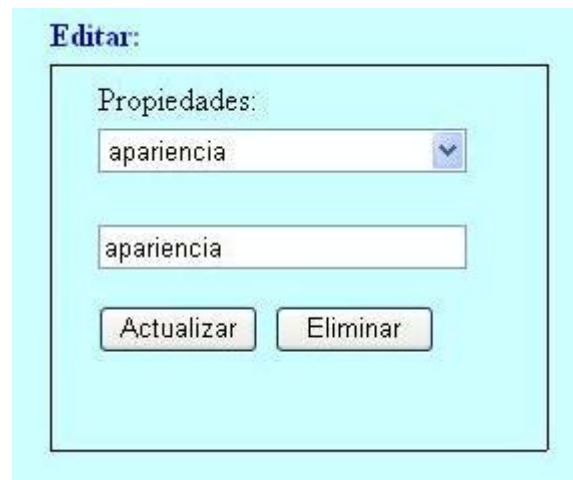 Editar:
Propiedades:
apariencia
apariencia
Actualizar Eliminar